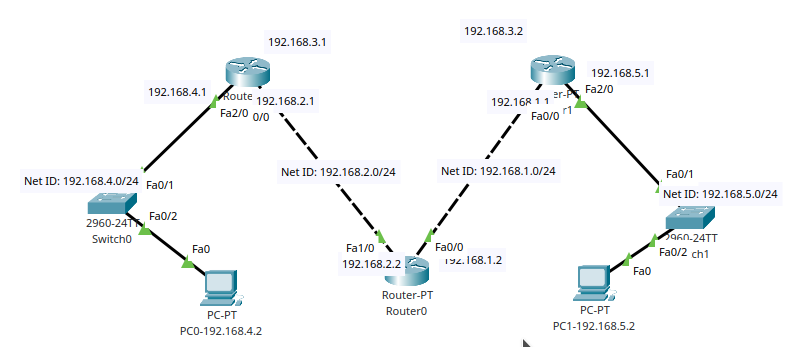 192.168.3.1
192.168.3.2
192.168.4.1
Route
192.168.2.1
Fa2/0
0/0
192.168.5.1
Fa2/0
er-PT
192.168.1.1
r1
Fa0/0
Net ID: 192.168.2.0/24
Net ID: 192.168.1.0/24
Net ID: 192.168.4.0/24
Fa0/1
Fa0/1
Net ID: 192.168.5.0/24
2960-24TT
Fa0/2
Switch0
2960-24TT
Fa0/2
ch1
Fa0
Fa1/0
Fa0/0
192.168.2.2
192.168.1.2
Fa0
Router-PT
Router0
PC-PT
PC0-192.168.4.2
PC-PT
PC1-192.168.5.2